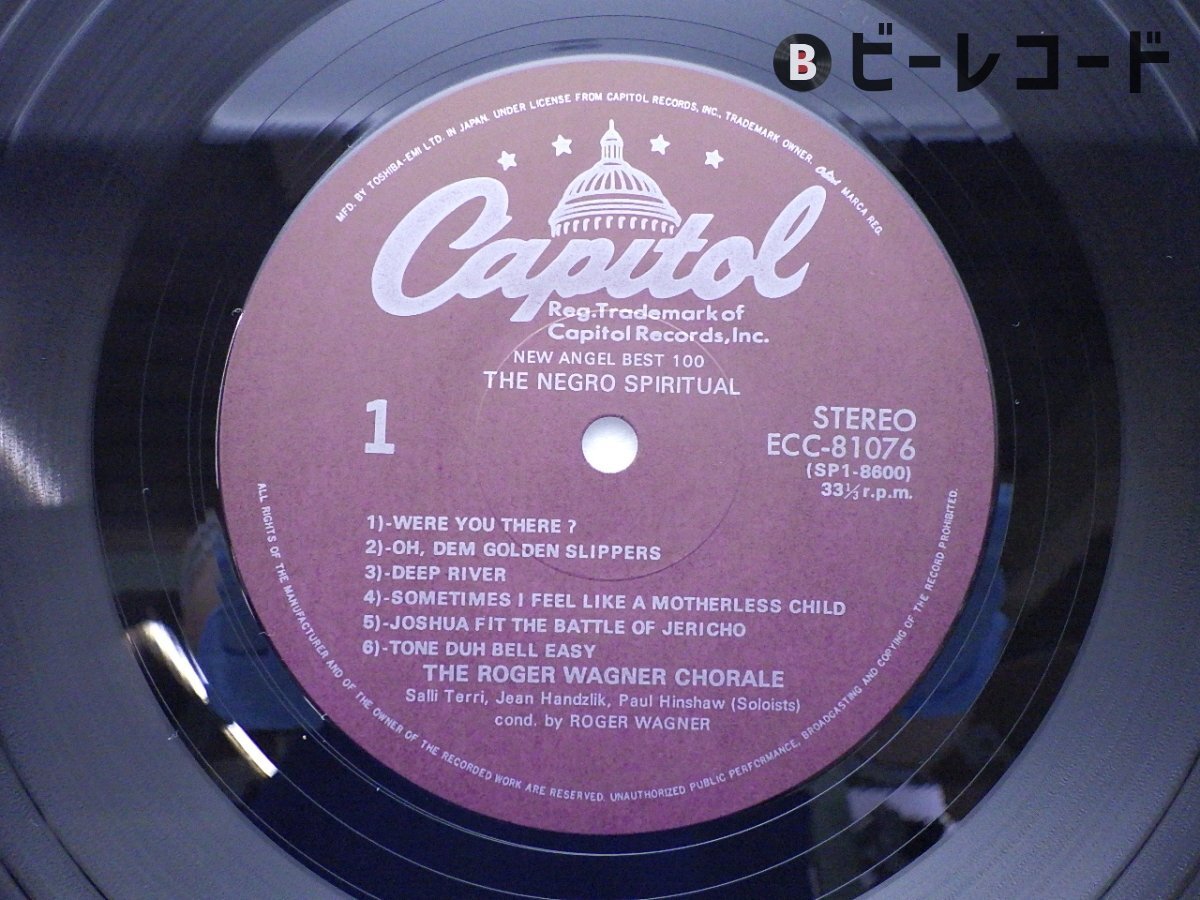 B ビーレコード
MFD. BY TOSHIBA-EMI LTD. IN JAPAN. UNDER LICENSE FROM CAPITOL RECORDS, INC., TRADEMARK OWNER. Capitol MARCA REG.
Capitol
Reg.Trademark of
Capitol Records,Inc.
NEW ANGEL BEST 100
THE NEGRO SPIRITUAL
1
STEREO
ECC-81076
(SP1-8600)
33⅓ r.p.m.
1)-WERE YOU THERE ?
2)-OH, DEM GOLDEN SLIPPERS
3)-DEEP RIVER
4)-SOMETIMES I FEEL LIKE A MOTHERLESS CHILD
5)-JOSHUA FIT THE BATTLE OF JERICHO
6)-TONE DUH BELL EASY
THE ROGER WAGNER CHORALE
Salli Terri, Jean Handzlik, Paul Hinshaw (Soloists)
cond. by ROGER WAGNER
ALL RIGHTS OF THE MANUFACTURER AND OF THE OWNER OF THE RECORDED WORK ARE RESERVED. UNAUTHORIZED PUBLIC PERFORMANCE, BROADCASTING AND COPYING OF THE RECORD PROHIBITED.